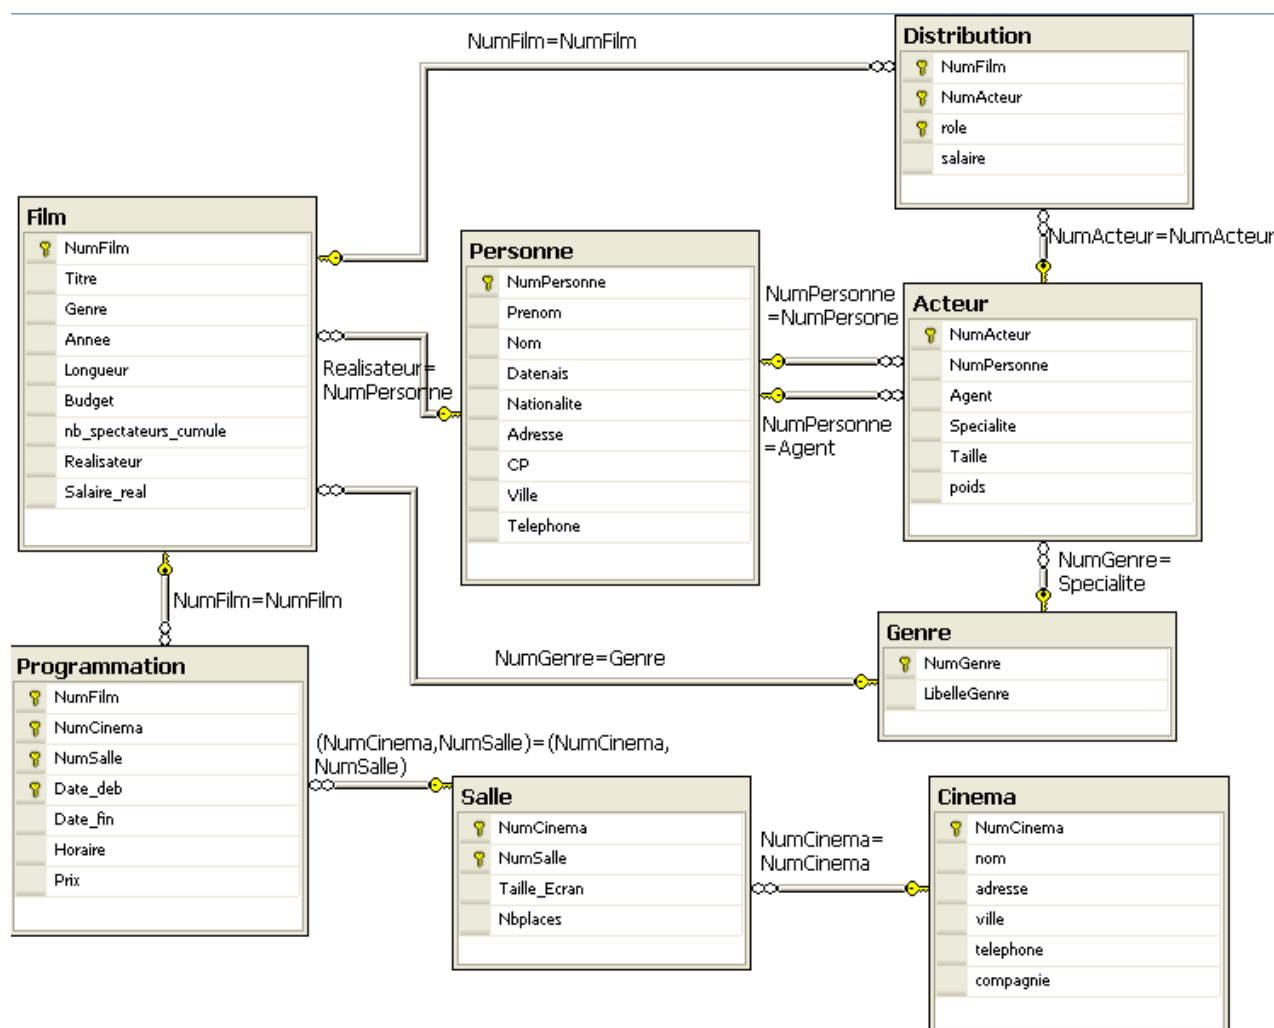 NumFilm=NumFilm
Distribution
NumFilm
NumActeur
role
salaire
NumActeur=NumActeur
Film
NumFilm
Titre
Genre
Annee
Longueur
Budget
nb_spectateurs_cumule
Realisateur
Salaire_real
Realisateur=
NumPersonne
Personne
NumPersonne
Prenom
Nom
Datenais
Nationalite
Adresse
CP
Ville
Telephone
NumPersonne
=NumPersone
NumPersonne
=Agent
Acteur
NumActeur
NumPersonne
Agent
Specialite
Taille
poids
NumGenre=
Specialite
NumFilm=NumFilm
NumGenre=Genre
Genre
NumGenre
LibelleGenre
Programmation
NumFilm
NumCinema
NumSalle
Date_deb
Date_fin
Horaire
Prix
(NumCinema,NumSalle)=(NumCinema,
NumSalle)
Salle
NumCinema
NumSalle
Taille_Ecran
Nbplaces
NumCinema=
NumCinema
Cinema
NumCinema
nom
adresse
ville
telephone
compagnie